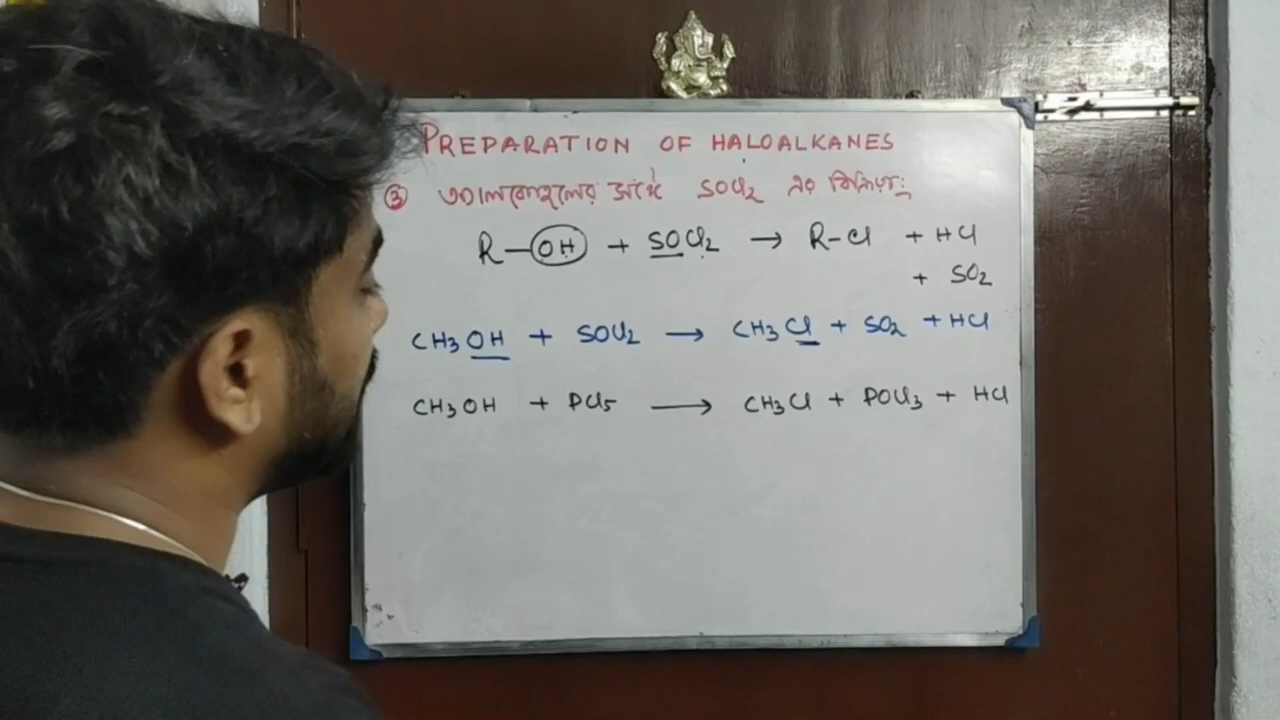 PREPARATION OF HALOALKANES
③ অ্যালকোহলের সাথে SOCl2 এর বিক্রিয়া:
R-OH + SOCl2 → R-Cl + HCl
+ SO2
CH3OH + SOCl2 → CH3Cl + SO2 + HCl
CH3OH + PCl5 → CH3Cl + POCl3 + HCl